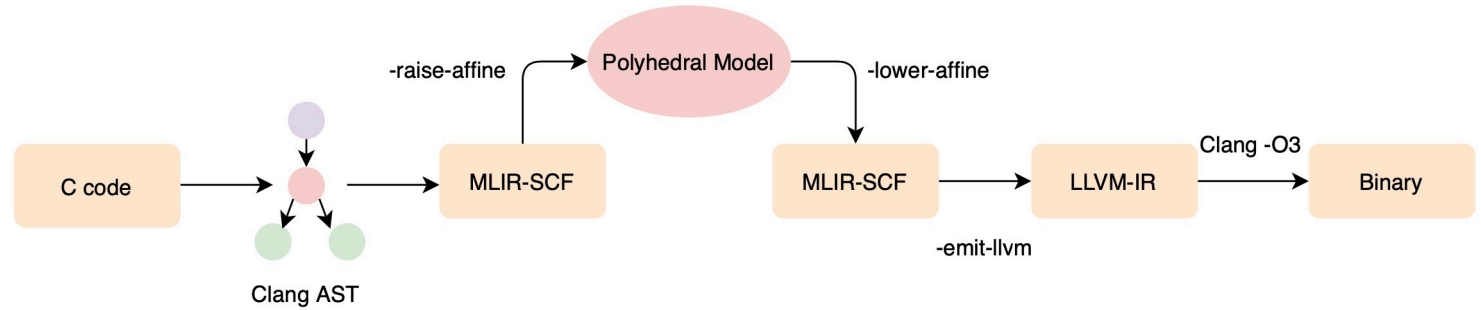 C code
Clang AST
MLIR-SCF
-raise-affine
Polyhedral Model
-lower-affine
MLIR-SCF
-emit-llvm
LLVM-IR
Clang -O3
Binary